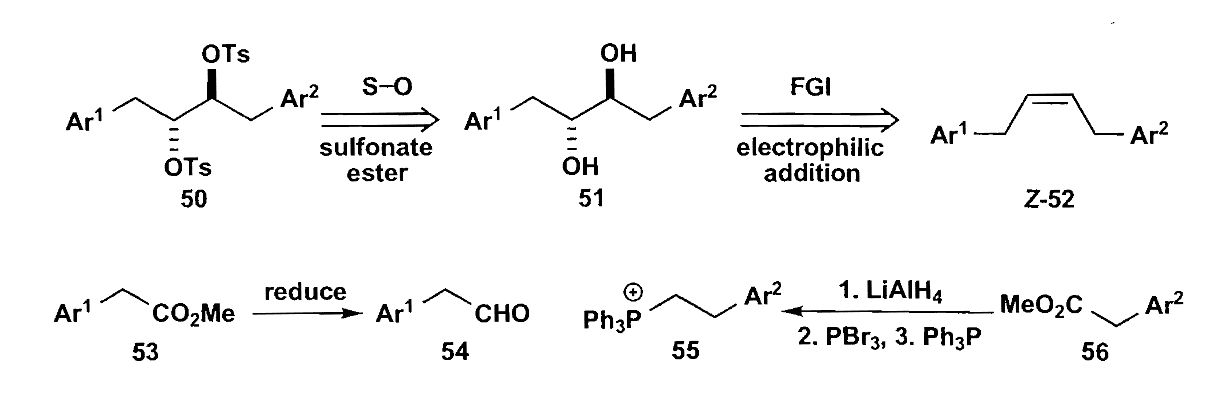 OTs
Ar1
Ar2
OTs
50
S–O
sulfonate
ester
OH
Ar1
Ar2
OH
51
FGI
electrophilic
addition
Ar1
Ar2
Z-52
Ar1
CO2Me
53
reduce
Ar1
CHO
54
⊕
Ph3P
Ar2
55
1. LiAlH4
2. PBr3, 3. Ph3P
MeO2C
Ar2
56